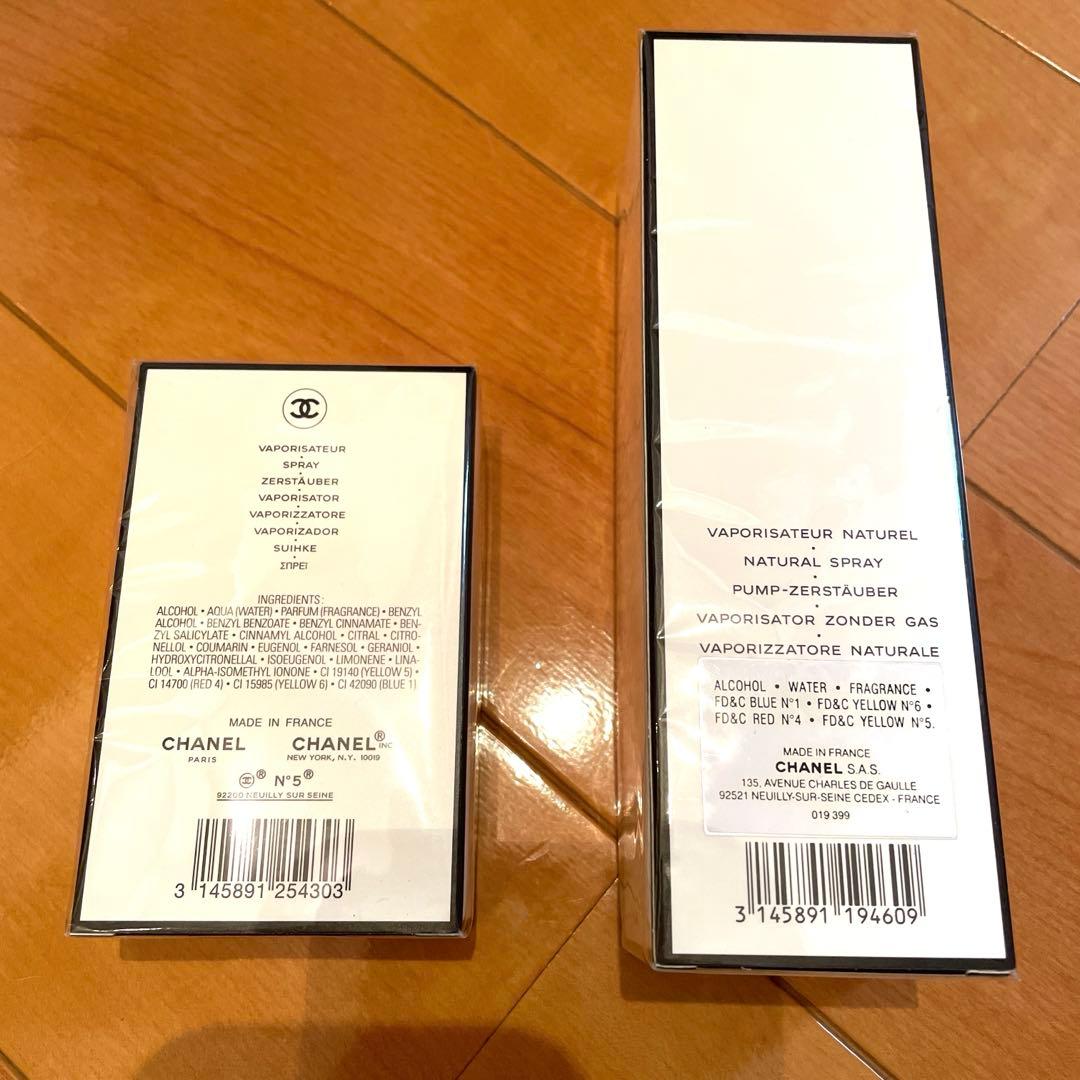 VAPORISATEUR
SPRAY
ZERSTÄUBER
VAPORISATOR
VAPORIZZATORE
VAPORIZADOR
SUIHKE
ΣΠΡΕΪ
INGREDIENTS:
ALCOHOL • AQUA (WATER) • PARFUM (FRAGRANCE) • BENZYL
ALCOHOL • BENZYL BENZOATE • BENZYL CINNAMATE • BEN-
ZYL SALICYLATE • CINNAMYL ALCOHOL • CITRAL • CITRO-
NELLOL • COUMARIN • EUGENOL • FARNESOL • GERANIOL •
HYDROXYCITRONELLAL • ISOEUGENOL • LIMONENE • LINA-
LOOL • ALPHA-ISOMETHYL IONONE • CI 19140 (YELLOW 5) •
CI 14700 (RED 4) • CI 15985 (YELLOW 6) • CI 42090 (BLUE 1)
MADE IN FRANCE
CHANEL CHANEL® INC
PARIS NEW YORK, N.Y. 10019
® N°5®
92200 NEUILLY SUR SEINE
3 145891 254303
VAPORISATEUR NATUREL
NATURAL SPRAY
PUMP-ZERSTÄUBER
VAPORISATOR ZONDER GAS
VAPORIZZATORE NATURALE
ALCOHOL • WATER • FRAGRANCE •
FD&C BLUE N°1 • FD&C YELLOW N°6 •
FD&C RED N°4 • FD&C YELLOW N°5.
MADE IN FRANCE
CHANEL S.A.S.
135, AVENUE CHARLES DE GAULLE
92521 NEUILLY-SUR-SEINE CEDEX - FRANCE
019 399
3 145891 194609